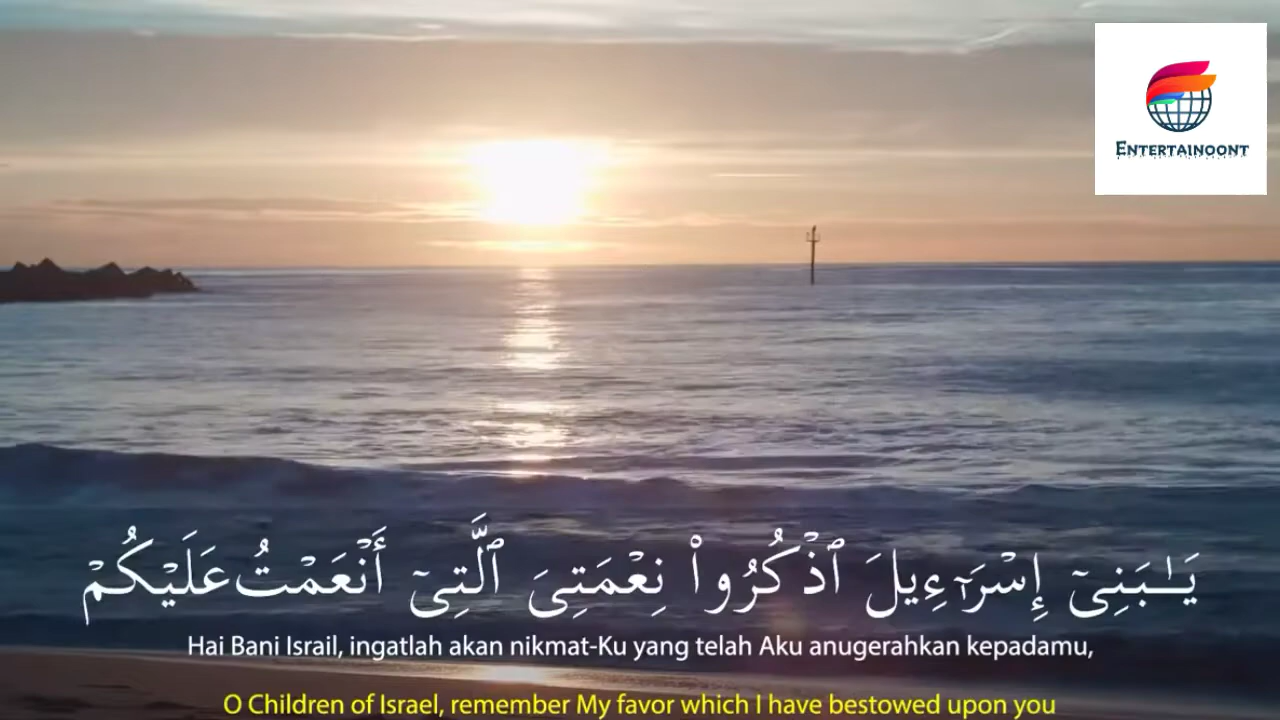 ENTERTAINOONT
يَـٰبَنِىٓ إِسْرَٰٓءِيلَ ٱذْكُرُوا۟ نِعْمَتِىَ ٱلَّتِىٓ أَنْعَمْتُ عَلَيْكُمْ
Hai Bani Israil, ingatlah akan nikmat-Ku yang telah Aku anugerahkan kepadamu,
O Children of Israel, remember My favor which I have bestowed upon you